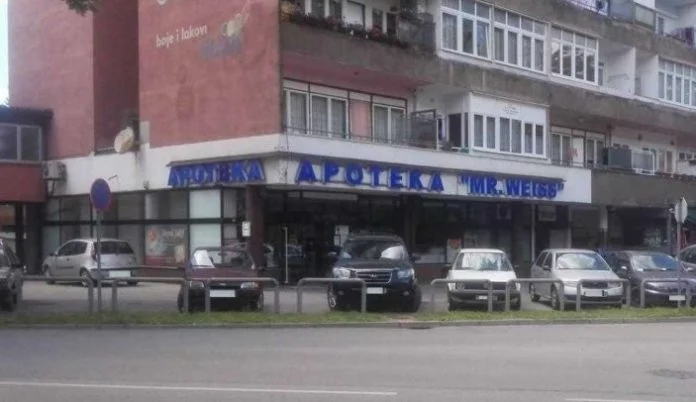 boje i lakovi
APOTEKA
APOTEKA "MR. WEISS"